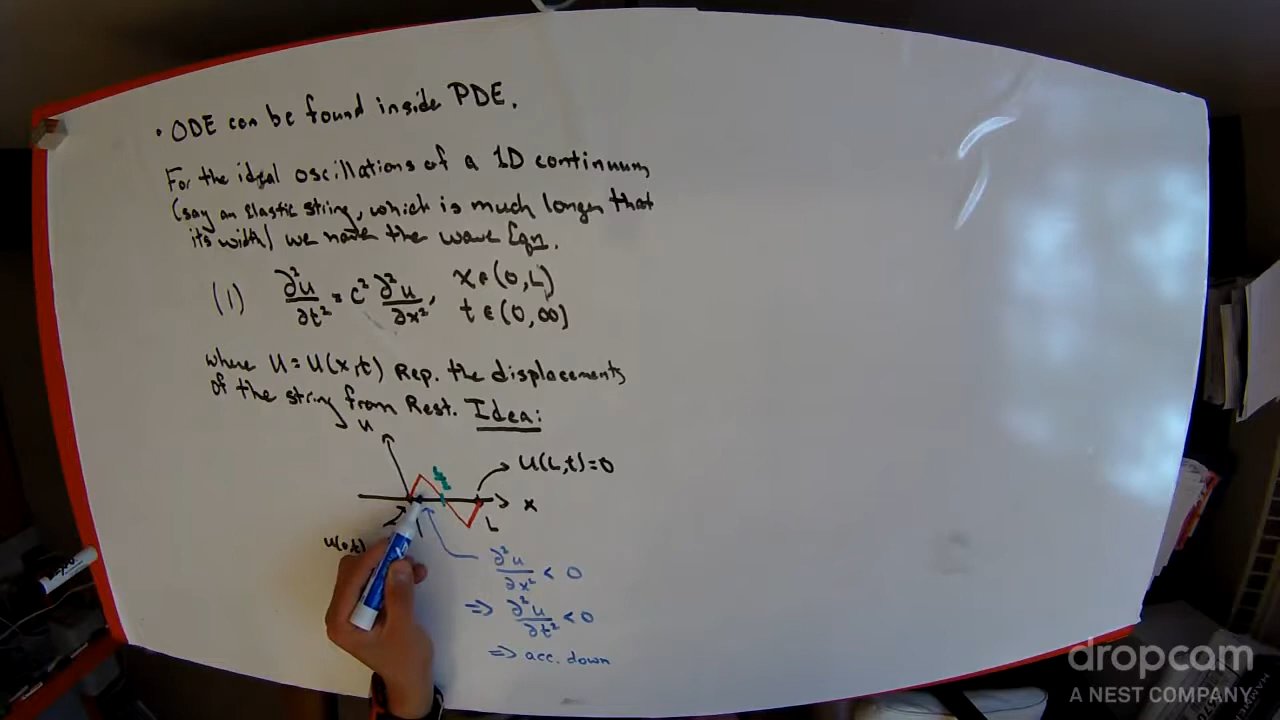 • ODE can be found inside PDE.
For the ideal oscillations of a 1D continuum
(say an Elastic string, which is much longer that
its width) we have the wave Eqn.
(1) ∂²u/∂t² = c² ∂²u/∂x², x ∈ (0,L)
t ∈ (0,∞)
where u = u(x,t) Rep. the displacements
of the string from Rest. Idea:
u
u(L,t)=0
x
L
u(0,t)
∂²u/∂x² < 0
⇒ ∂²u/∂t² < 0
⇒ acc. down
dropcam
A NEST COMPANY